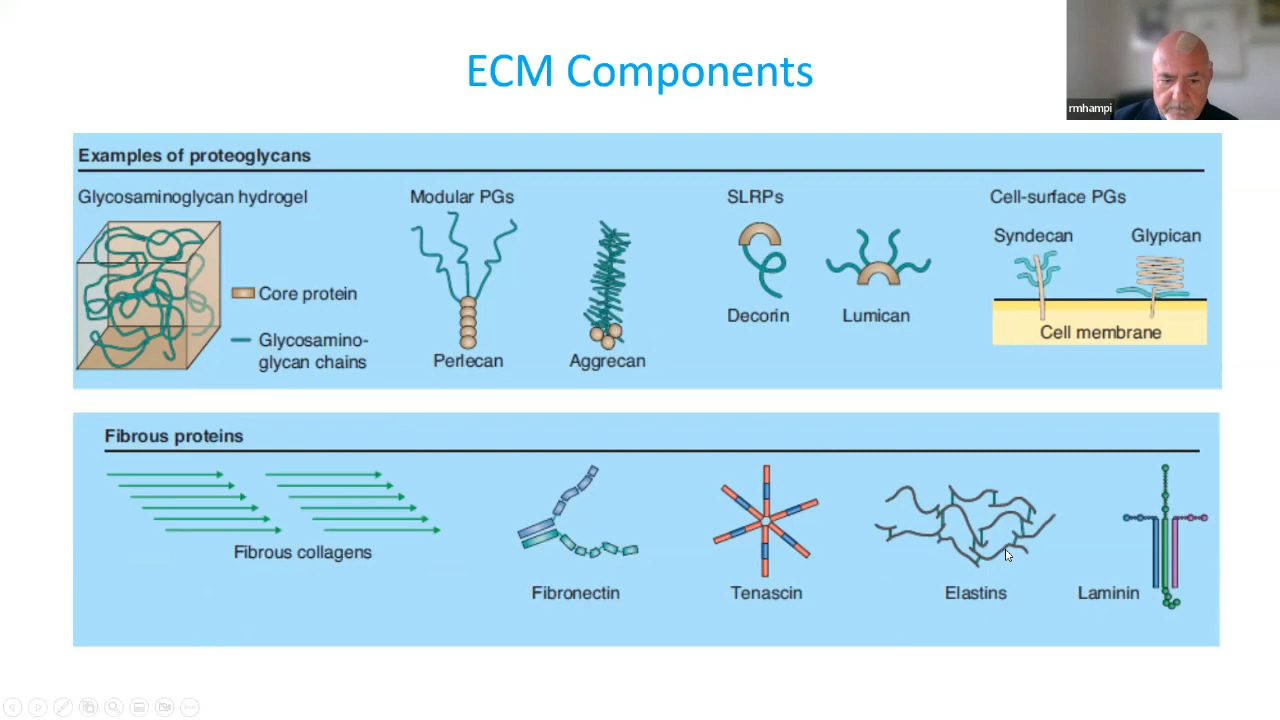 ECM Components
rmhampi
Examples of proteoglycans
Glycosaminoglycan hydrogel
Modular PGs
SLRPs
Cell-surface PGs
Syndecan
Glypican
Core protein
Glycosamino-
glycan chains
Perlecan
Aggrecan
Decorin
Lumican
Cell membrane
Fibrous proteins
Fibrous collagens
Fibronectin
Tenascin
Elastins
Laminin